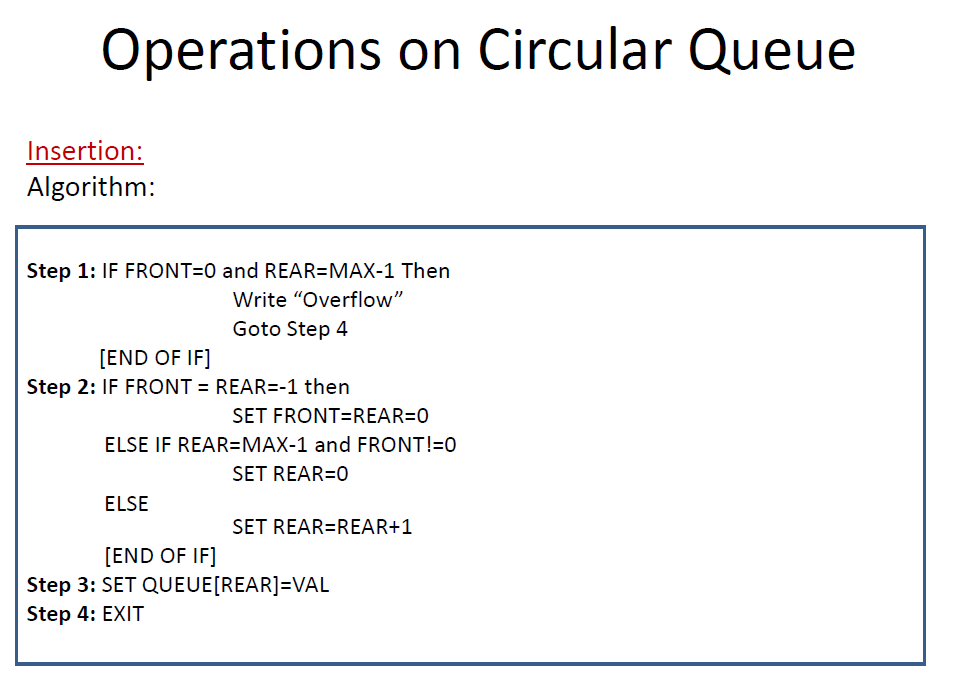 Operations on Circular Queue
Insertion:
Algorithm:
Step 1: IF FRONT=0 and REAR=MAX-1 Then
Write “Overflow”
Goto Step 4
[END OF IF]
Step 2: IF FRONT = REAR=-1 then
SET FRONT=REAR=0
ELSE IF REAR=MAX-1 and FRONT!=0
SET REAR=0
ELSE
SET REAR=REAR+1
[END OF IF]
Step 3: SET QUEUE[REAR]=VAL
Step 4: EXIT